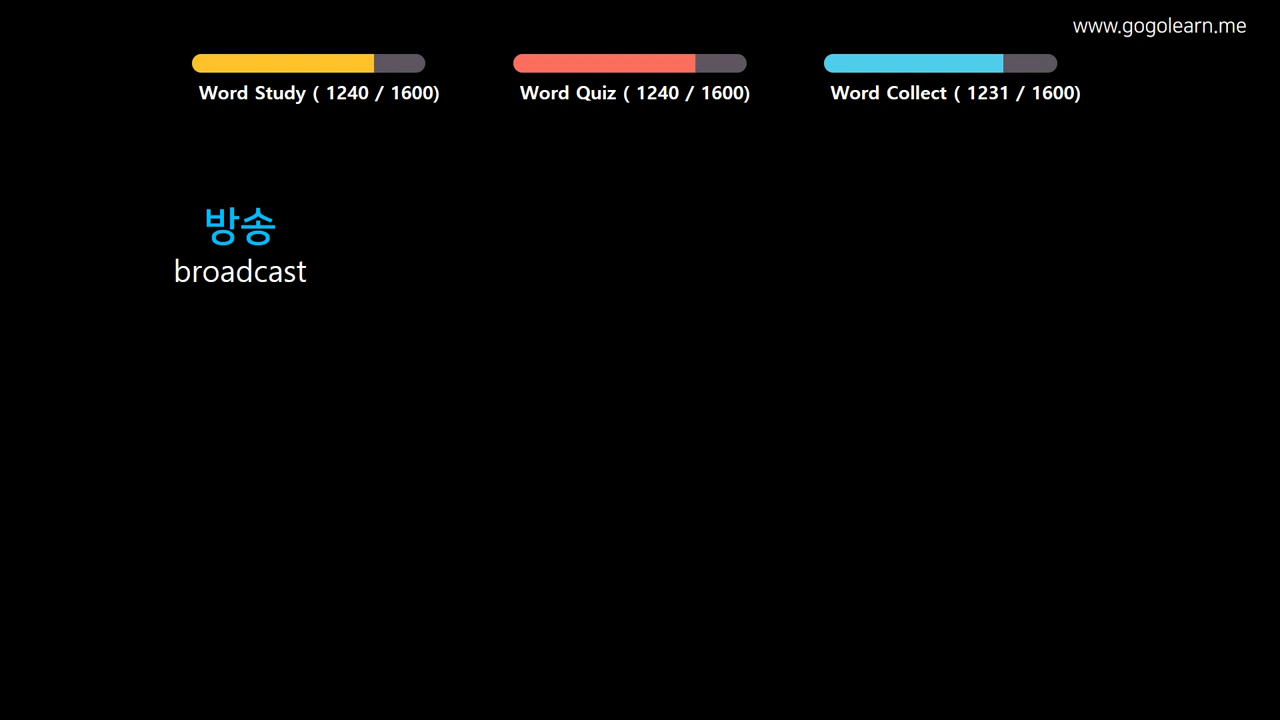 www.gogolearn.me
Word Study ( 1240 / 1600)
Word Quiz ( 1240 / 1600)
Word Collect ( 1231 / 1600)
방송
broadcast